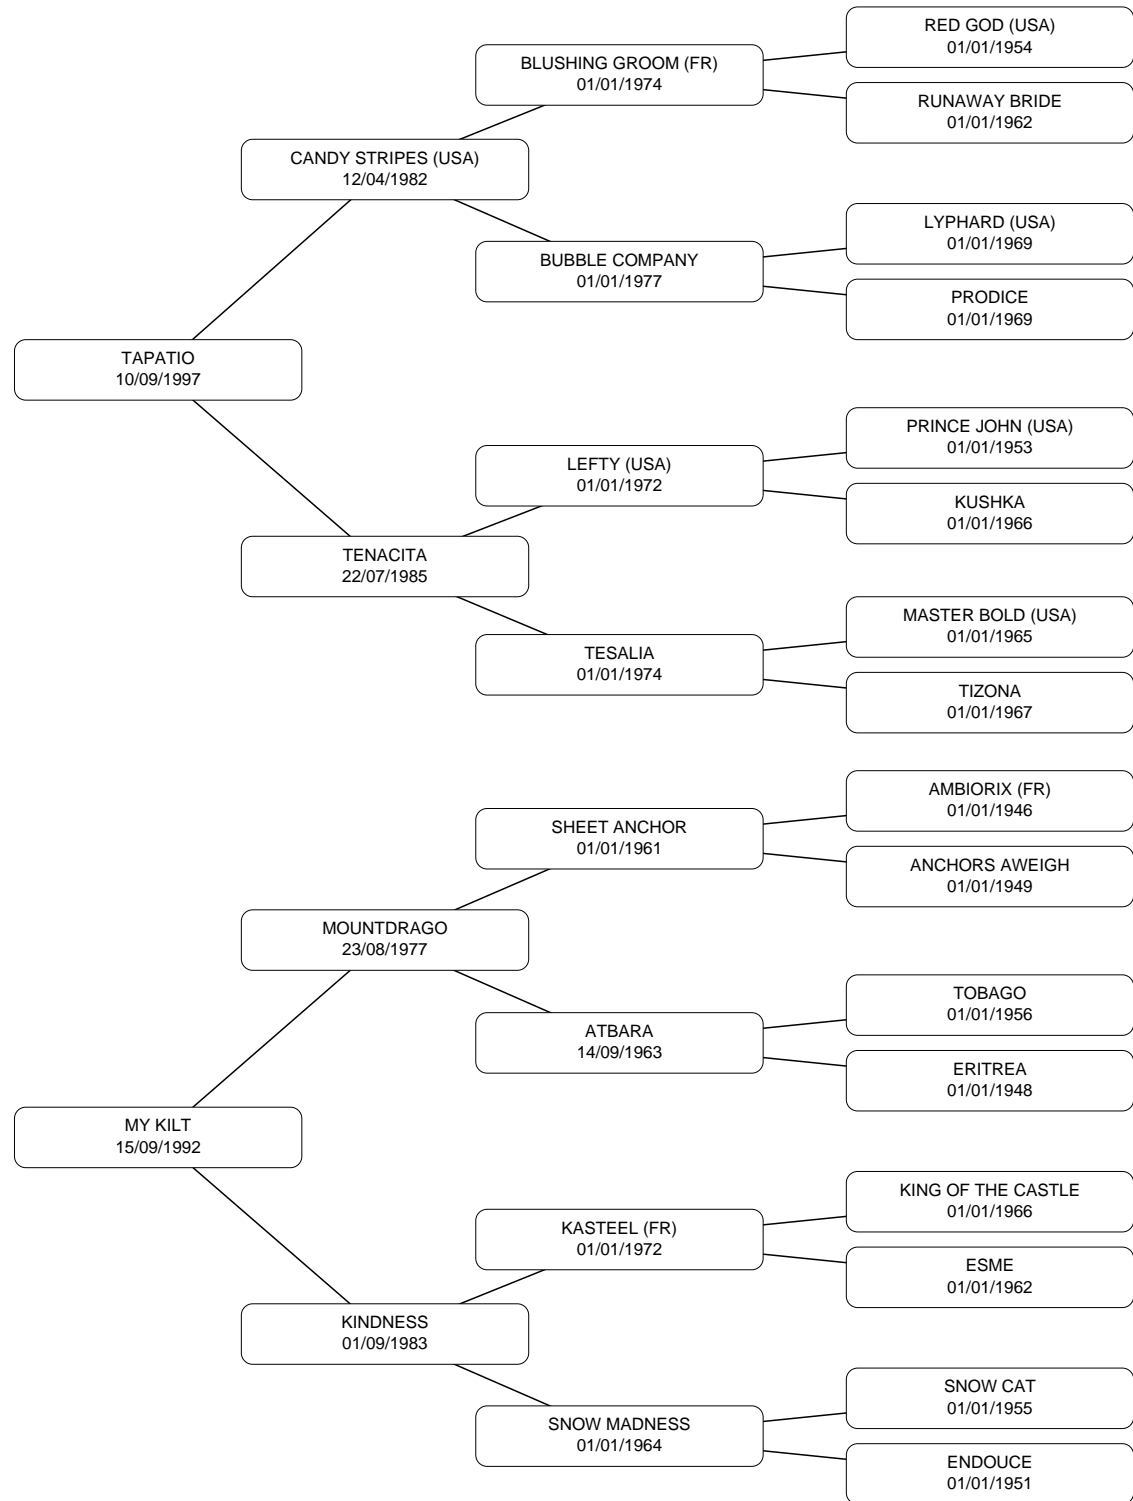 RED GOD (USA)
01/01/1954
BLUSHING GROOM (FR)
01/01/1974
RUNAWAY BRIDE
01/01/1962
CANDY STRIPES (USA)
12/04/1982
LYPHARD (USA)
01/01/1969
BUBBLE COMPANY
01/01/1977
PRODICE
01/01/1969
TAPATIO
10/09/1997
PRINCE JOHN (USA)
01/01/1953
LEFTY (USA)
01/01/1972
KUSHKA
01/01/1966
TENACITA
22/07/1985
MASTER BOLD (USA)
01/01/1965
TESALIA
01/01/1974
TIZONA
01/01/1967
AMBIORIX (FR)
01/01/1946
SHEET ANCHOR
01/01/1961
ANCHORS AWEIGH
01/01/1949
MOUNTDRAGO
23/08/1977
TOBAGO
01/01/1956
ATBARA
14/09/1963
ERITREA
01/01/1948
MY KILT
15/09/1992
KING OF THE CASTLE
01/01/1966
KASTEEL (FR)
01/01/1972
ESME
01/01/1962
KINDNESS
01/09/1983
SNOW CAT
01/01/1955
SNOW MADNESS
01/01/1964
ENDOUCE
01/01/1951